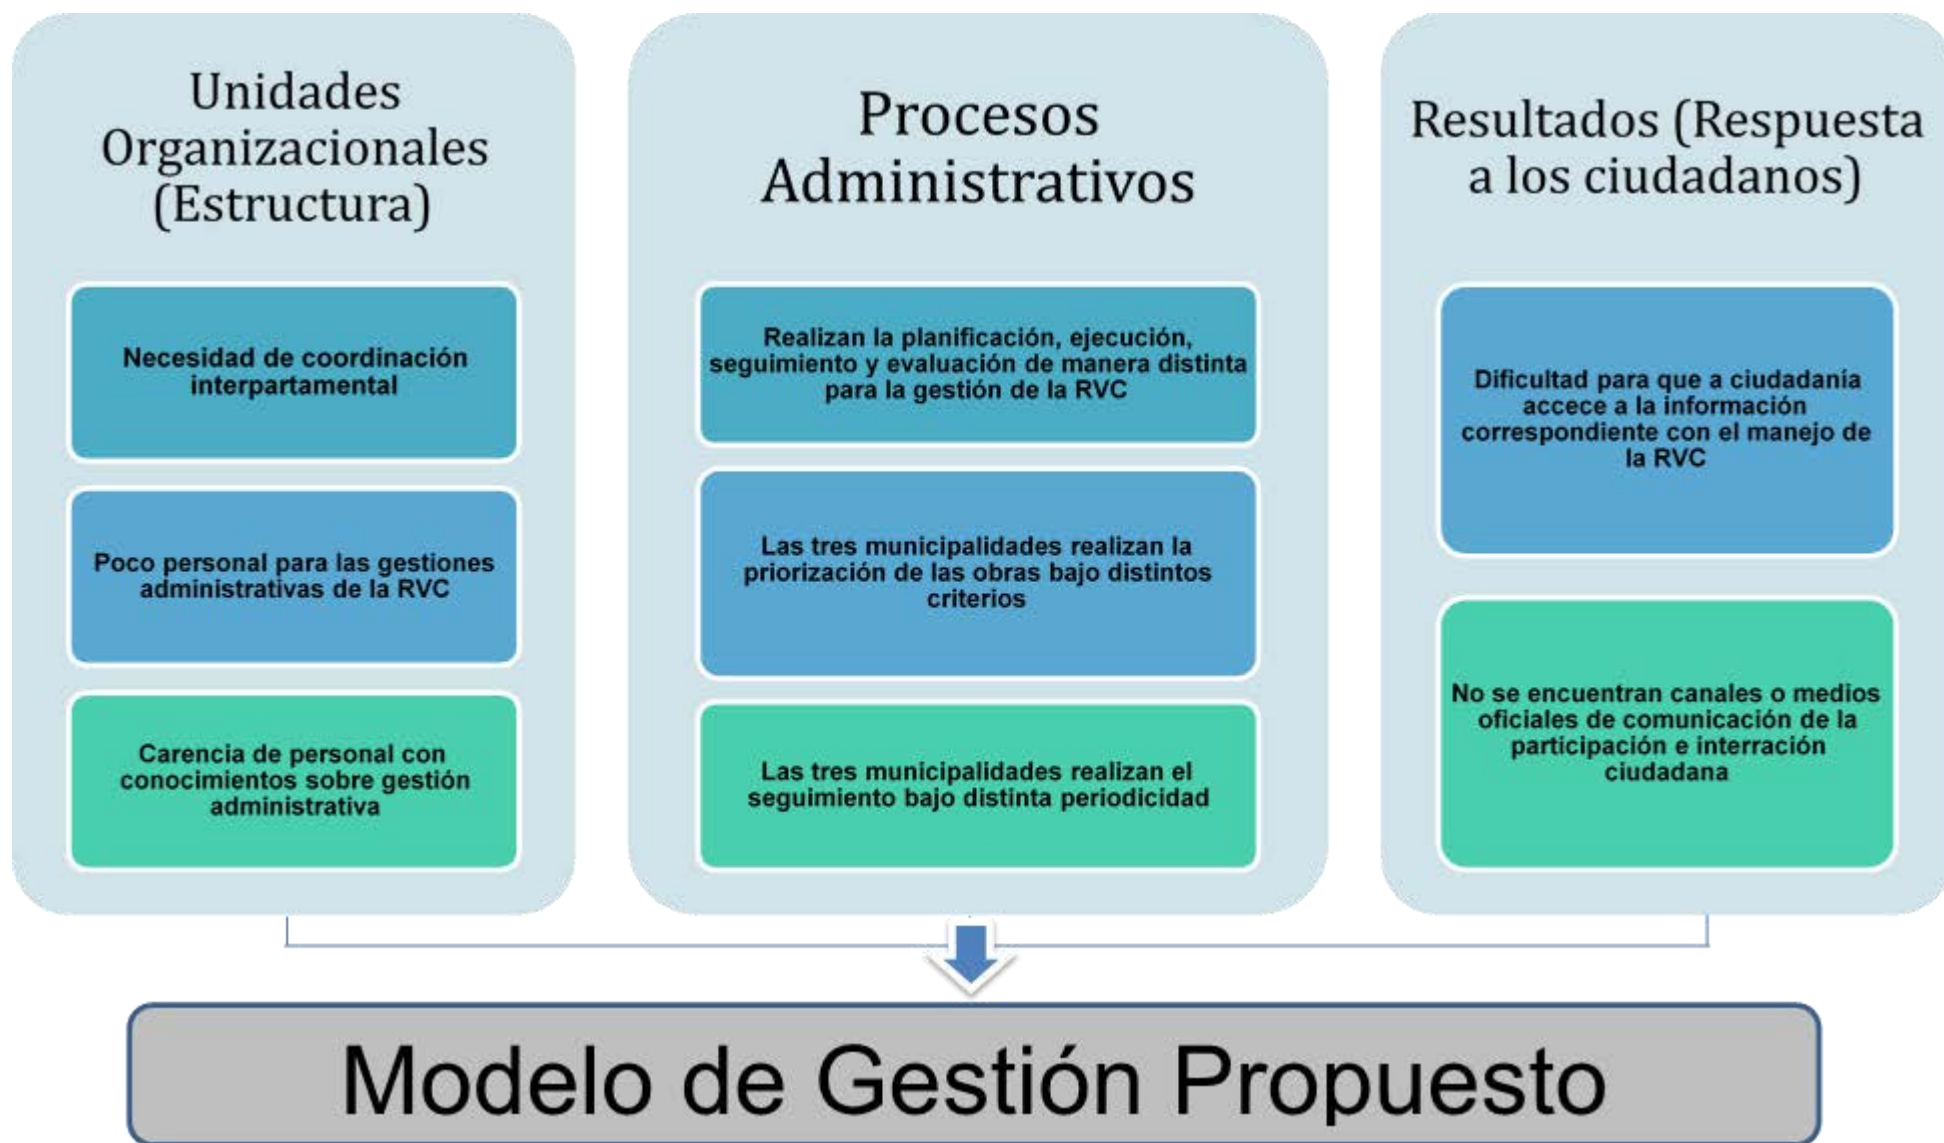 Unidades
Organizacionales
(Estructura)
Necesidad de coordinación
interpartamental
Poco personal para las gestiones
administrativas de la RVC
Carencia de personal con
conocimientos sobre gestión
administrativa
Procesos
Administrativos
Realizan la planificación, ejecución,
seguimiento y evaluación de manera distinta
para la gestión de la RVC
Las tres municipalidades realizan la
priorización de las obras bajo distintos
criterios
Las tres municipalidades realizan el
seguimiento bajo distinta periodicidad
Resultados (Respuesta
a los ciudadanos)
Dificultad para que a ciudadanía
accece a la información
correspondiente con el manejo de
la RVC
No se encuentran canales o medios
oficiales de comunicación de la
participación e interración
ciudadana
Modelo de Gestión Propuesto